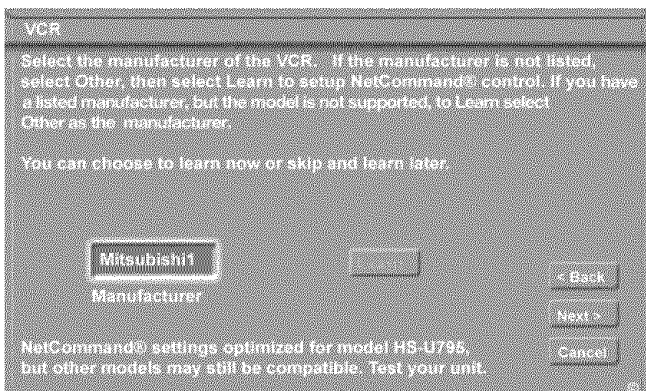 VCR
Select the manufacturer of the VCR. If the manufacturer is not listed,
select Other, then select Learn to setup NetCommand® control. If you have
a listed manufacturer, but the model is not supported, to Learn select
Other as the manufacturer.
You can choose to learn now or skip and learn later.
Mitsubishi1
Manufacturer
< Back
Next >
NetCommand® settings optimized for model HS-U795,
but other models may still be compatible. Test your unit.
Cancel